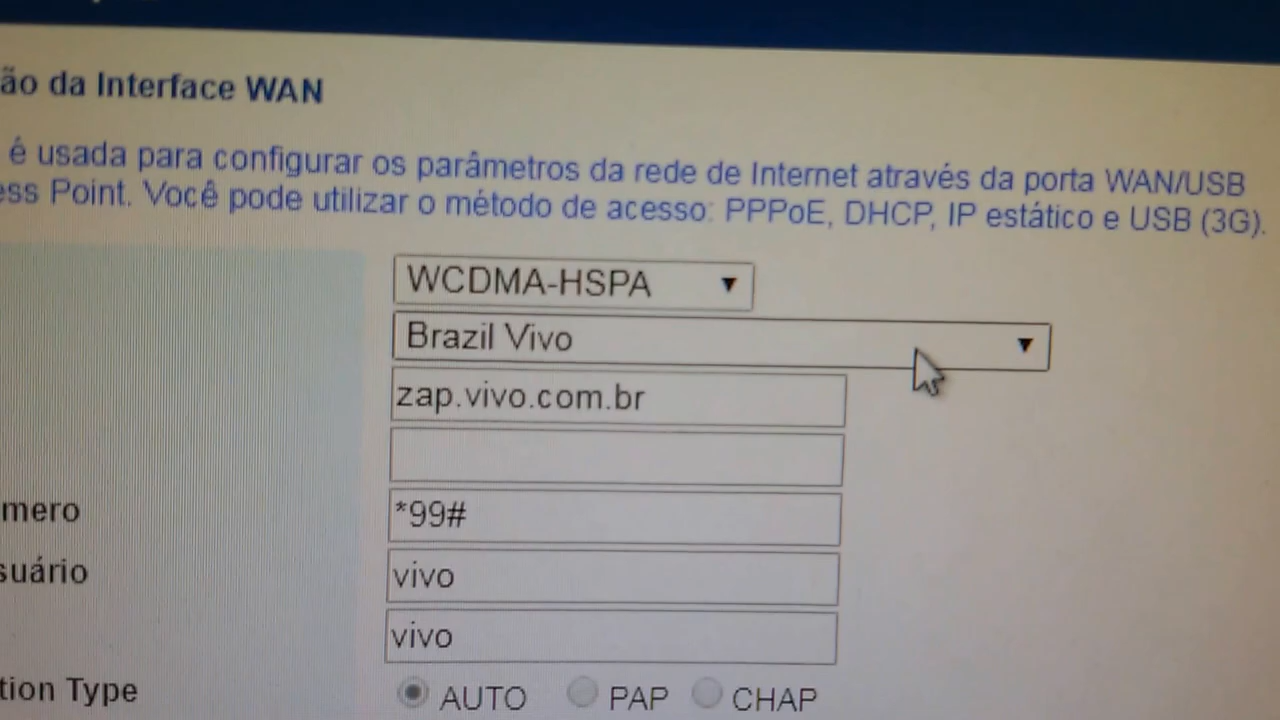 ão da Interface WAN
é usada para configurar os parâmetros da rede de Internet através da porta WAN/USB
ess Point. Você pode utilizar o método de acesso: PPPoE, DHCP, IP estático e USB (3G).
WCDMA-HSPA
Brazil Vivo
zap.vivo.com.br
mero
*99#
suário
vivo
vivo
tion Type
AUTO PAP CHAP